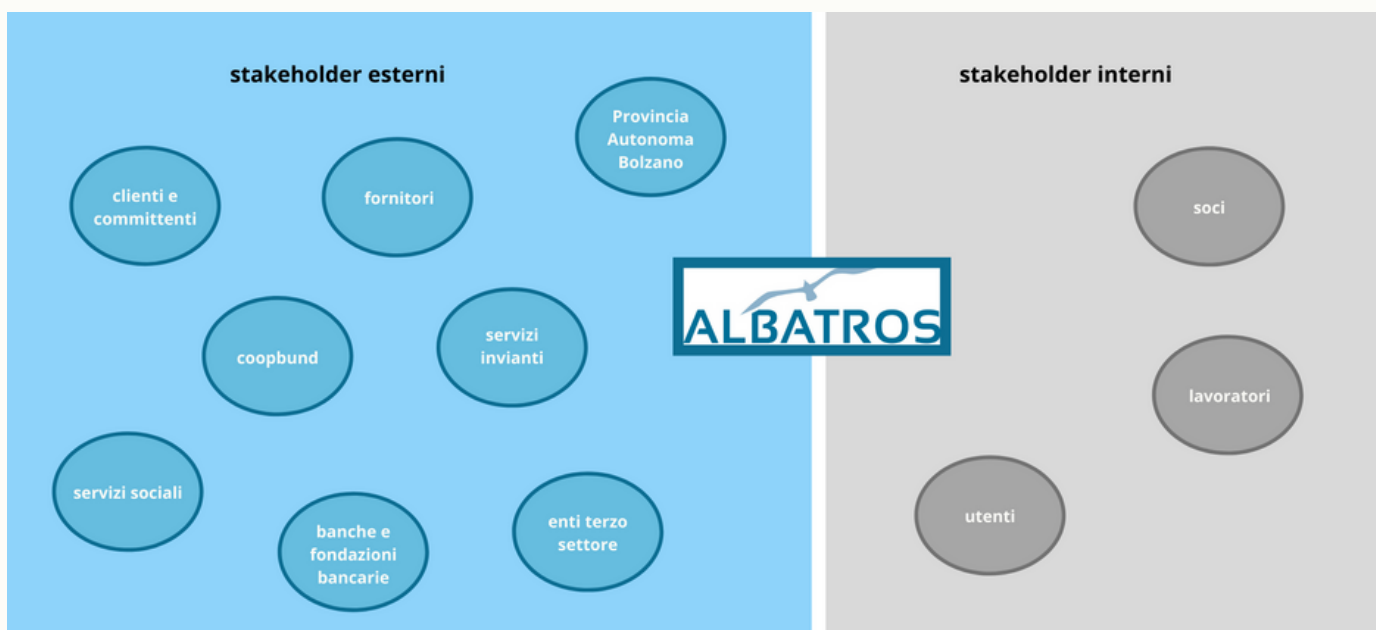 stakeholder esterni
stakeholder interni
Provincia
Autonoma
Bolzano
clienti e
committenti
fornitori
soci
ALBATROS
coopbund
servizi
invianti
lavoratori
servizi sociali
banche e
fondazioni
bancarie
enti terzo
settore
utenti